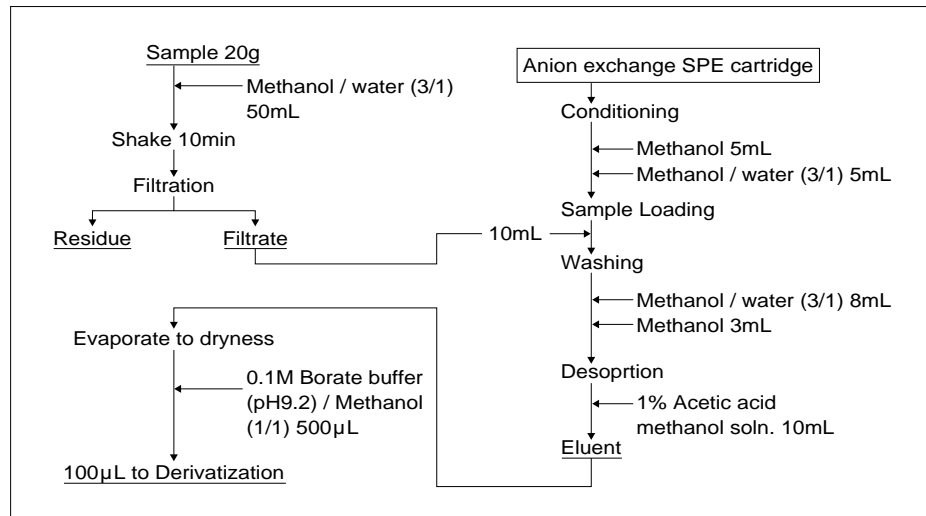 Sample 20g
Methanol / water (3/1)
50mL
Shake 10min
Filtration
Residue
Filtrate
10mL
Anion exchange SPE cartridge
Conditioning
Methanol 5mL
Methanol / water (3/1) 5mL
Sample Loading
Washing
Methanol / water (3/1) 8mL
Methanol 3mL
Desoprtion
1% Acetic acid
methanol soln. 10mL
Eluent
Evaporate to dryness
0.1M Borate buffer
(pH9.2) / Methanol
(1/1) 500µL
100µL to Derivatization